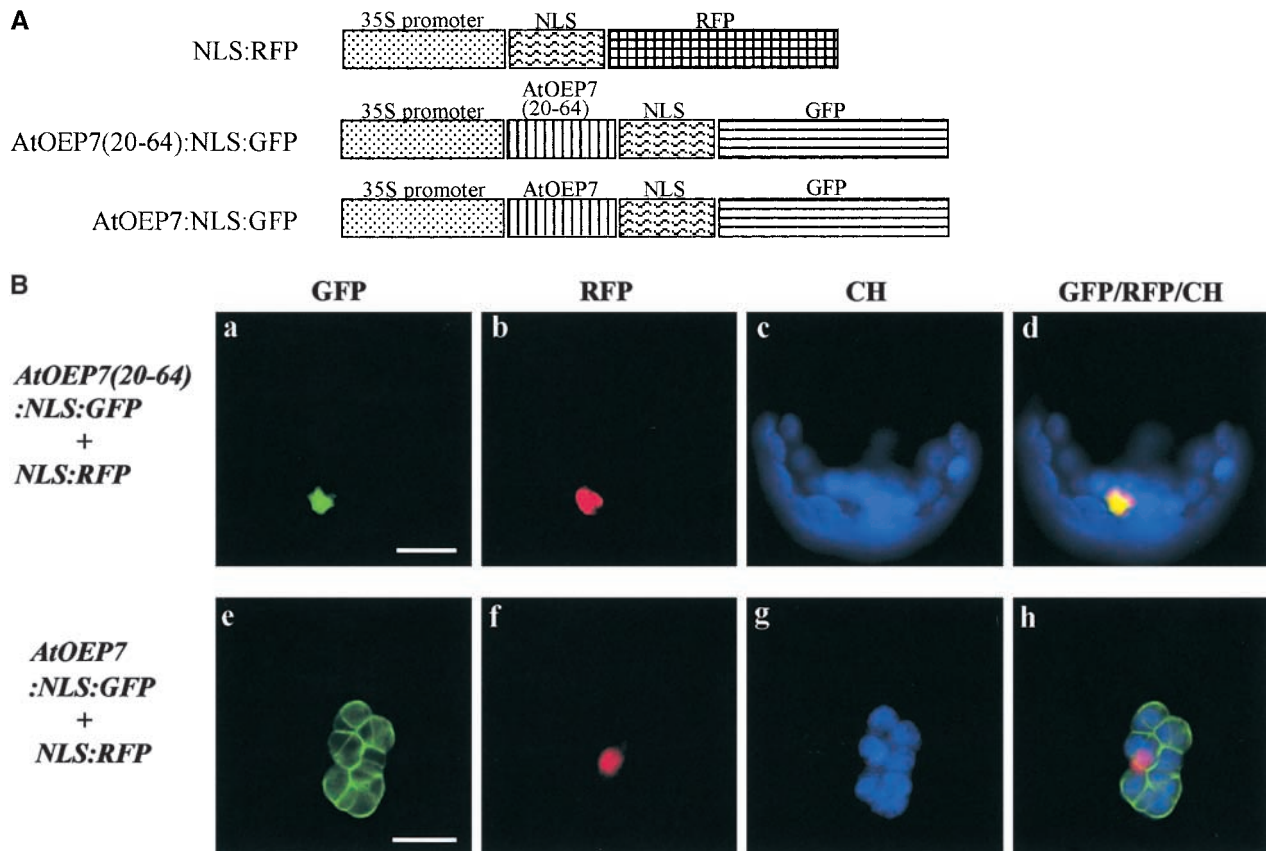 A
35S promoter NLS RFP
NLS:RFP
AtOEP7
35S promoter (20-64) NLS GFP
AtOEP7(20-64):NLS:GFP
35S promoter AtOEP7 NLS GFP
AtOEP7:NLS:GFP
B
GFP RFP CH GFP/RFP/CH
a b c d
AtOEP7(20-64)
:NLS:GFP
+
NLS:RFP
e f g h
AtOEP7
:NLS:GFP
+
NLS:RFP